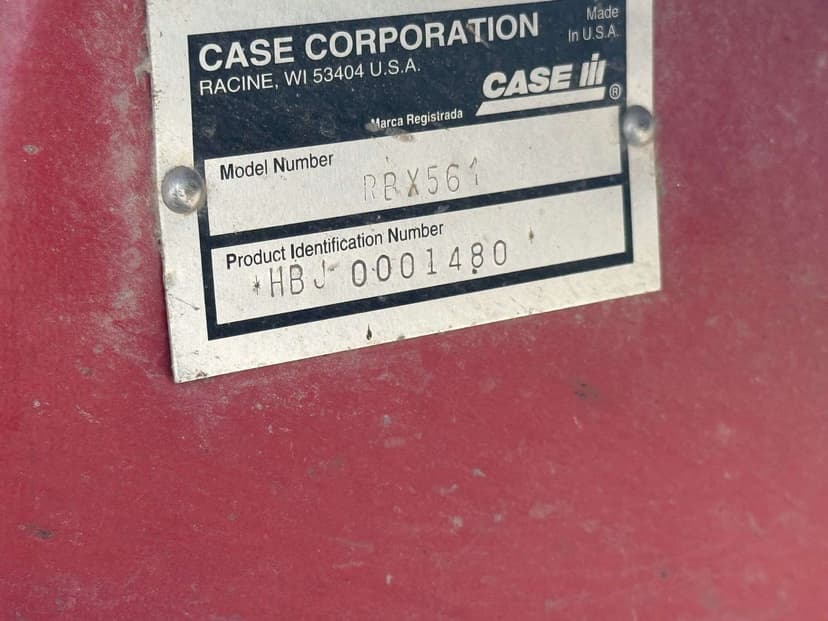 CASE CORPORATION
RACINE, WI 53404 U.S.A.
Made
In U.S.A.
CASE IH ®
Marca Registrada
Model Number
RBX561
Product Identification Number
*HBJ 0001480